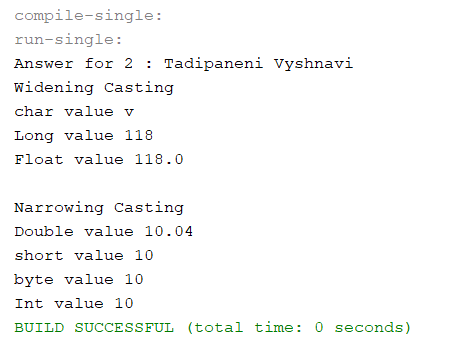 compile-single:
run-single:
Answer for 2 : Tadipaneni Vyshnavi
Widening Casting
char value v
Long value 118
Float value 118.0
Narrowing Casting
Double value 10.04
short value 10
byte value 10
Int value 10
BUILD SUCCESSFUL (total time: 0 seconds)